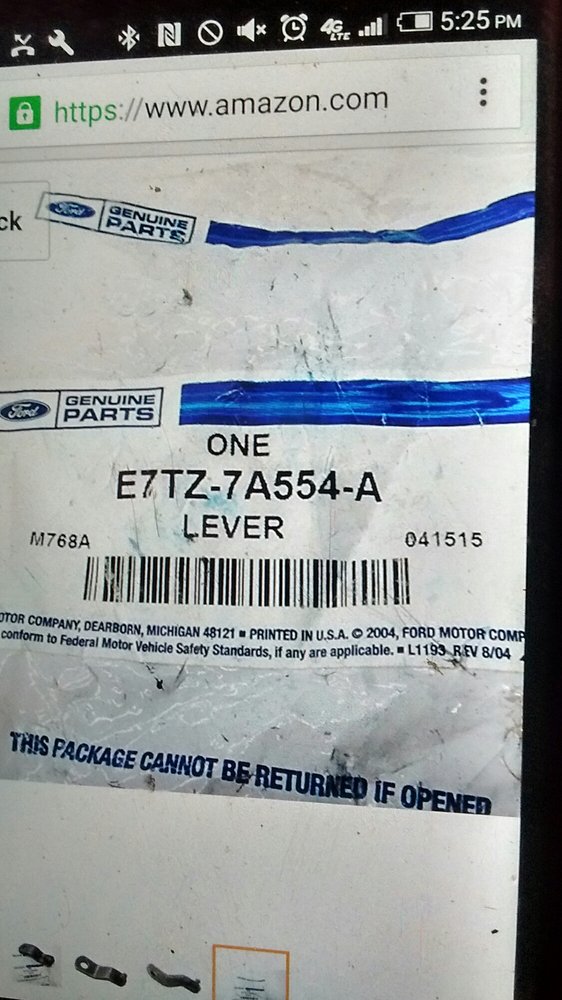 5:25 PM
4G
LTE
https://www.amazon.com
ck
Ford GENUINE
PARTS
Ford GENUINE
PARTS
ONE
E7TZ-7A554-A
LEVER
M768A 041515
OTOR COMPANY, DEARBORN, MICHIGAN 48121 ■ PRINTED IN U.S.A. © 2004, FORD MOTOR COMP
conform to Federal Motor Vehicle Safety Standards, if any are applicable. ■ L1193 REV 8/04
THIS PACKAGE CANNOT BE RETURNED IF OPENED